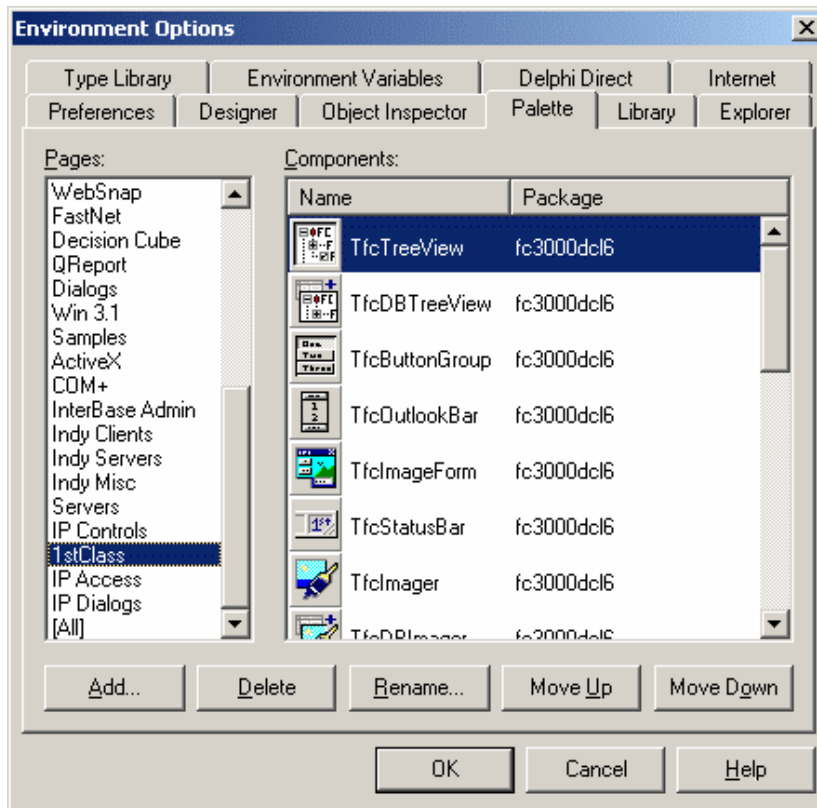 Environment Options
Type Library Environment Variables Delphi Direct Internet
Preferences Designer Object Inspector Palette Library Explorer
Pages: Components:
WebSnap
FastNet
Decision Cube
QReport
Dialogs
Win 3.1
Samples
ActiveX
COM+
InterBase Admin
Indy Clients
Indy Servers
Indy Misc
Servers
IP Controls
1stClass
IP Access
IP Dialogs
[All]
Name Package
TfcTreeView fc3000dcl6
TfcDBTreeView fc3000dcl6
TfcButtonGroup fc3000dcl6
TfcOutlookBar fc3000dcl6
TfcImageForm fc3000dcl6
TfcStatusBar fc3000dcl6
TfcImager fc3000dcl6
TfcDBImager fc3000dcl6
Add... Delete Rename... Move Up Move Down
OK Cancel Help